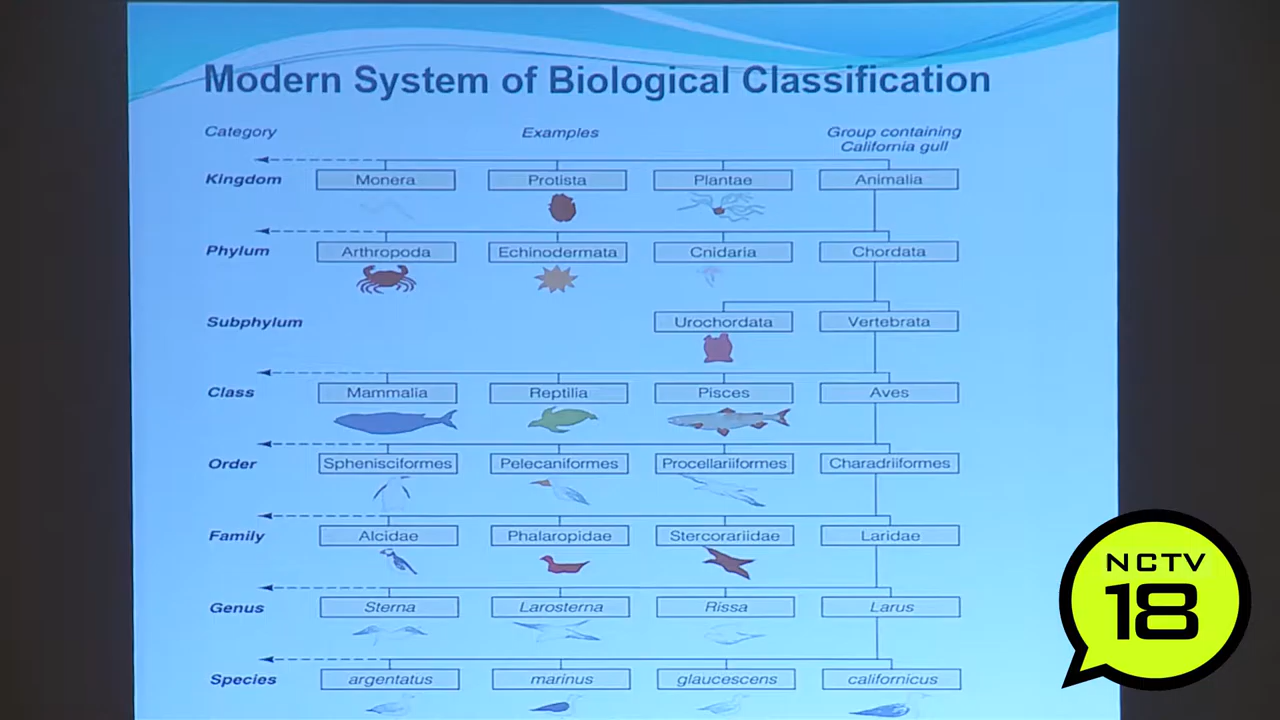 Modern System of Biological Classification
Category Examples Group containing
California gull
Kingdom Monera Protista Plantae Animalia
Phylum Arthropoda Echinodermata Cnidaria Chordata
Subphylum Urochordata Vertebrata
Class Mammalia Reptilia Pisces Aves
Order Sphenisciformes Pelecaniformes Procellariiformes Charadriiformes
Family Alcidae Phalaropidae Stercorariidae Laridae
Genus Sterna Larosterna Rissa Larus
Species argentatus marinus glaucescens californicus
NCTV
18